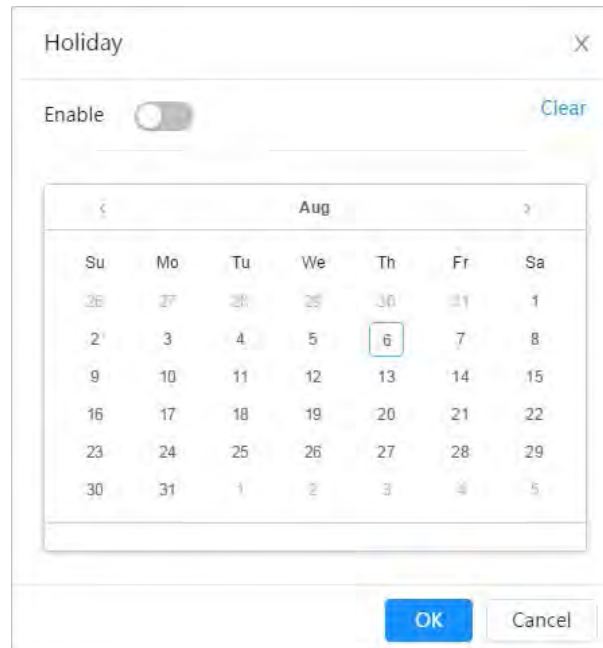 Holiday X
Enable Clear
< Aug >
Su Mo Tu We Th Fr Sa
26 27 28 29 30 31 1
2 3 4 5 6 7 8
9 10 11 12 13 14 15
16 17 18 19 20 21 22
23 24 25 26 27 28 29
30 31 1 2 3 4 5
OK Cancel